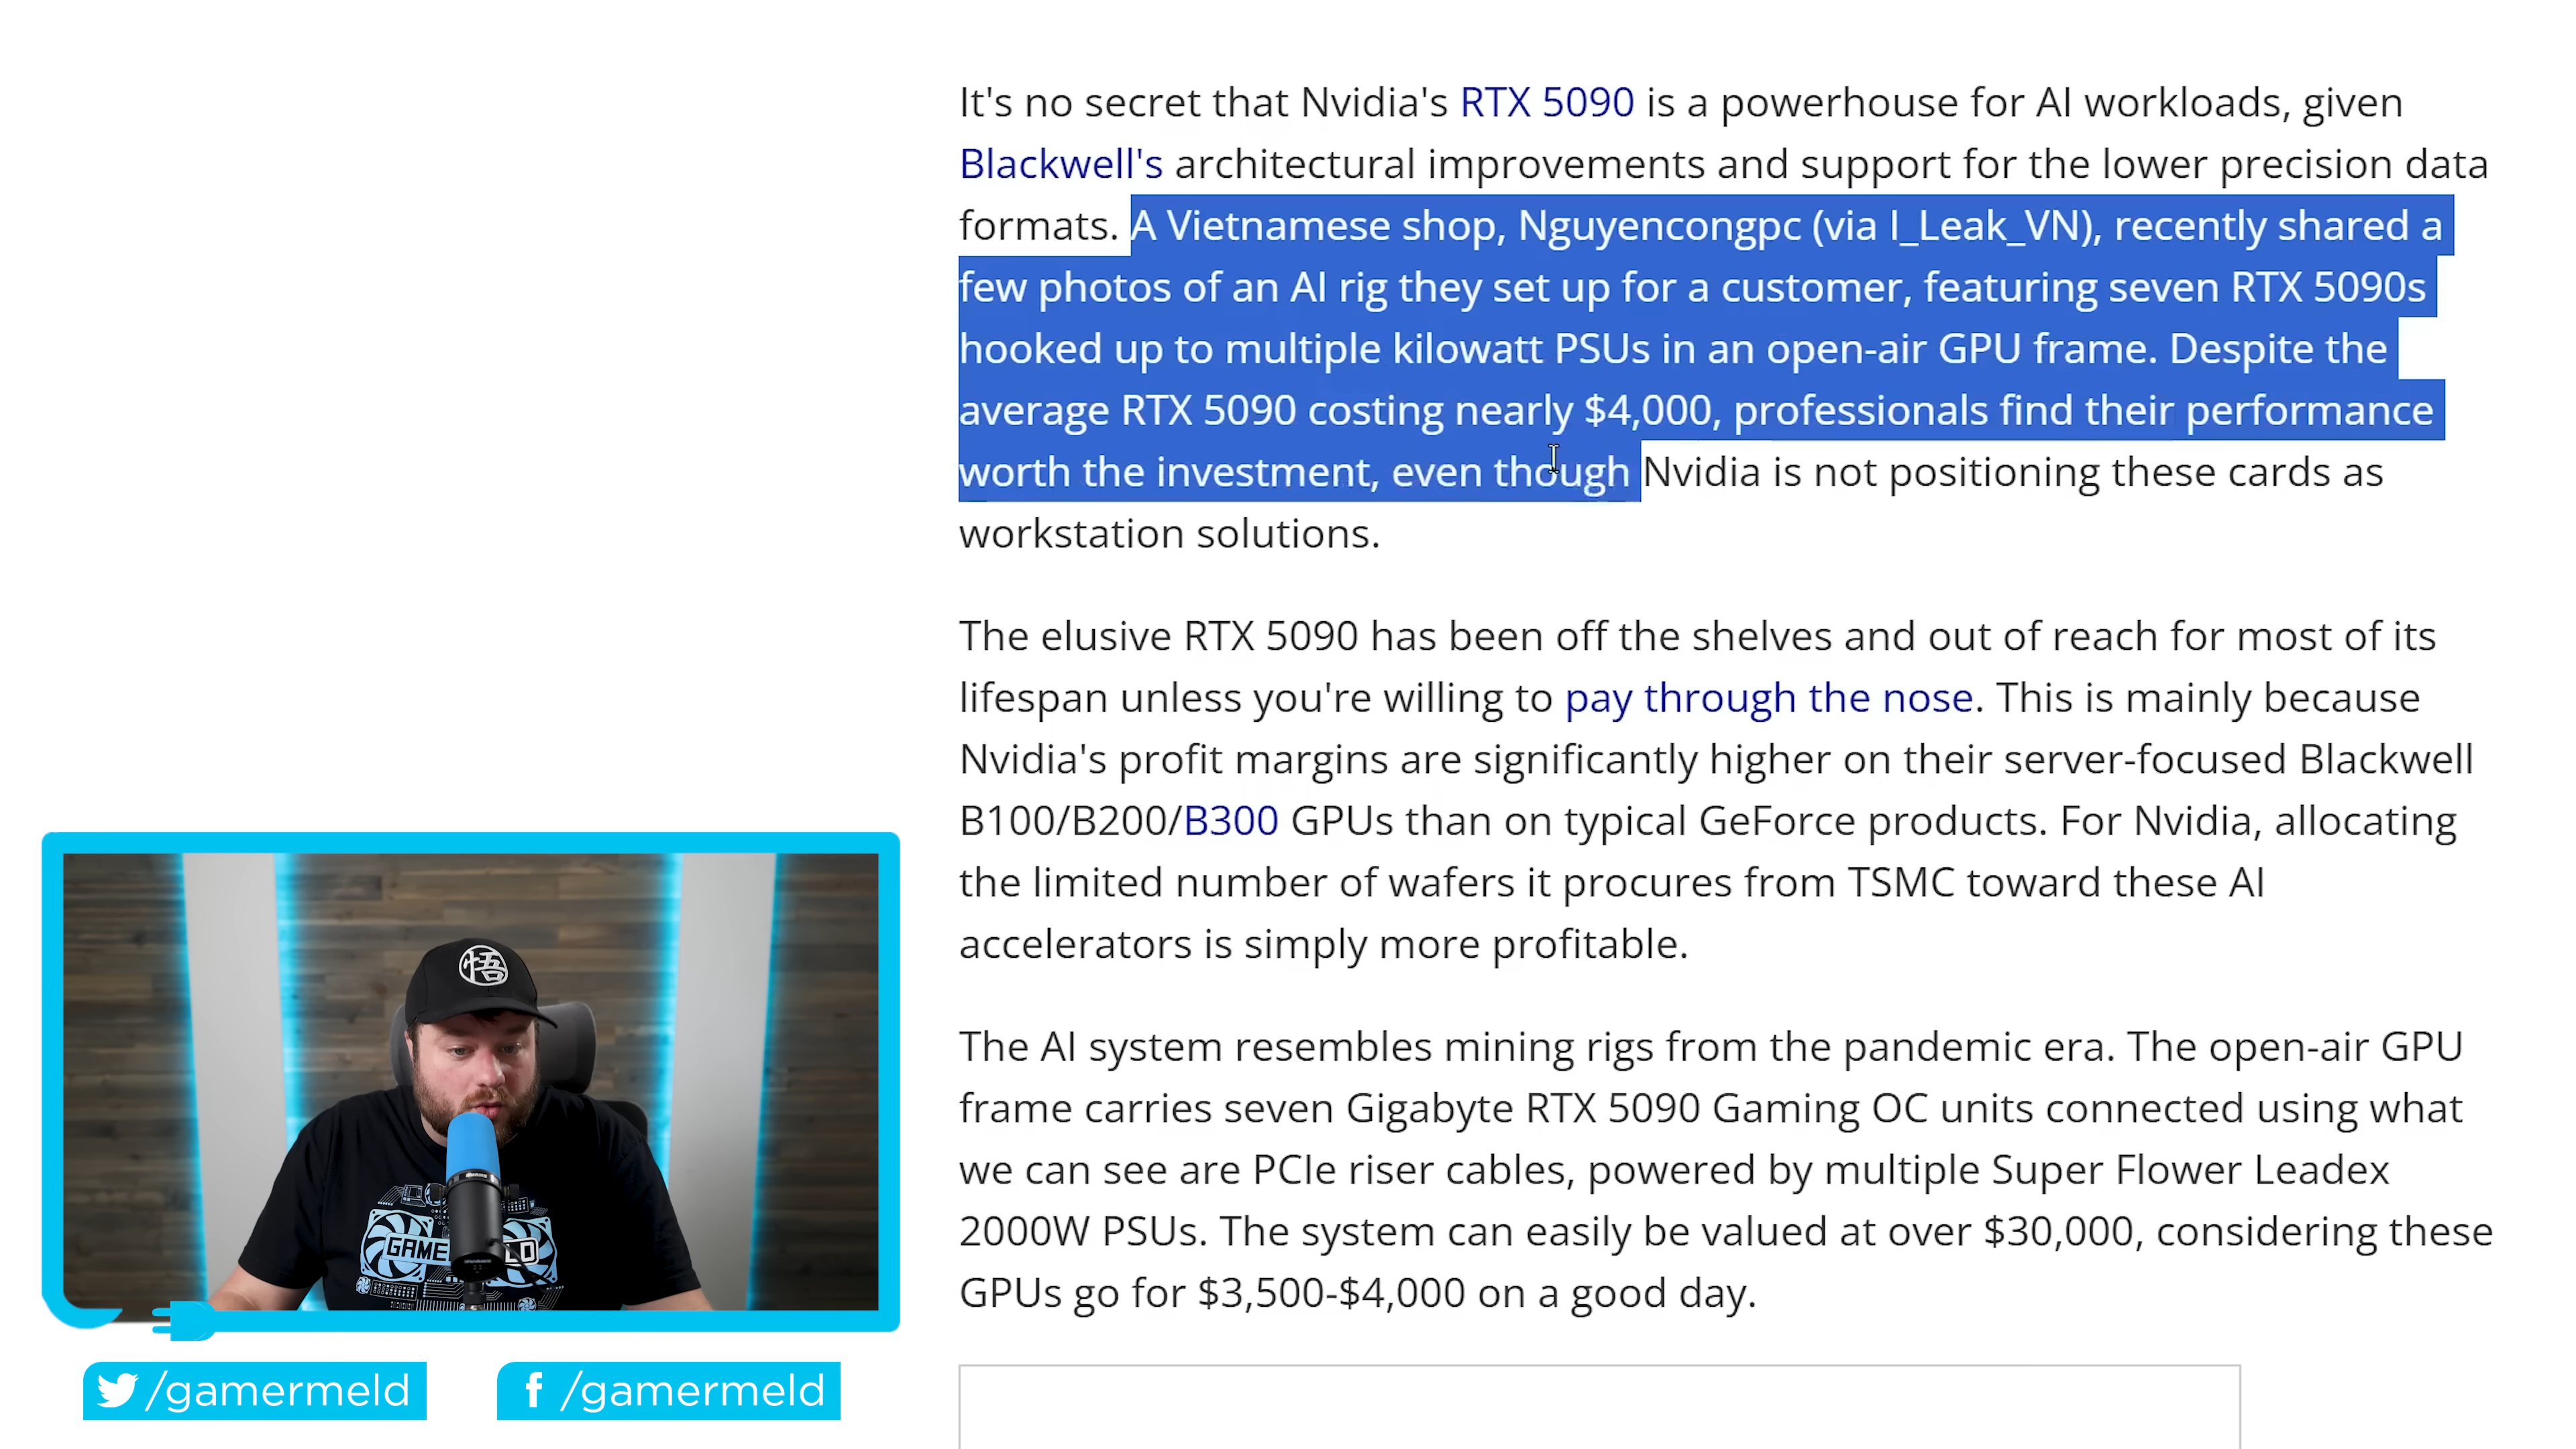 It's no secret that Nvidia's RTX 5090 is a powerhouse for AI workloads, given
Blackwell's architectural improvements and support for the lower precision data
formats. A Vietnamese shop, Nguyencongpc (via I_Leak_VN), recently shared a
few photos of an AI rig they set up for a customer, featuring seven RTX 5090s
hooked up to multiple kilowatt PSUs in an open-air GPU frame. Despite the
average RTX 5090 costing nearly $4,000, professionals find their performance
worth the investment, even though Nvidia is not positioning these cards as
workstation solutions.
The elusive RTX 5090 has been off the shelves and out of reach for most of its
lifespan unless you're willing to pay through the nose. This is mainly because
Nvidia's profit margins are significantly higher on their server-focused Blackwell
B100/B200/B300 GPUs than on typical GeForce products. For Nvidia, allocating
the limited number of wafers it procures from TSMC toward these AI
accelerators is simply more profitable.
The AI system resembles mining rigs from the pandemic era. The open-air GPU
frame carries seven Gigabyte RTX 5090 Gaming OC units connected using what
we can see are PCIe riser cables, powered by multiple Super Flower Leadex
2000W PSUs. The system can easily be valued at over $30,000, considering these
GPUs go for $3,500-$4,000 on a good day.
悟
GAME LD
/gamermeld
f /gamermeld